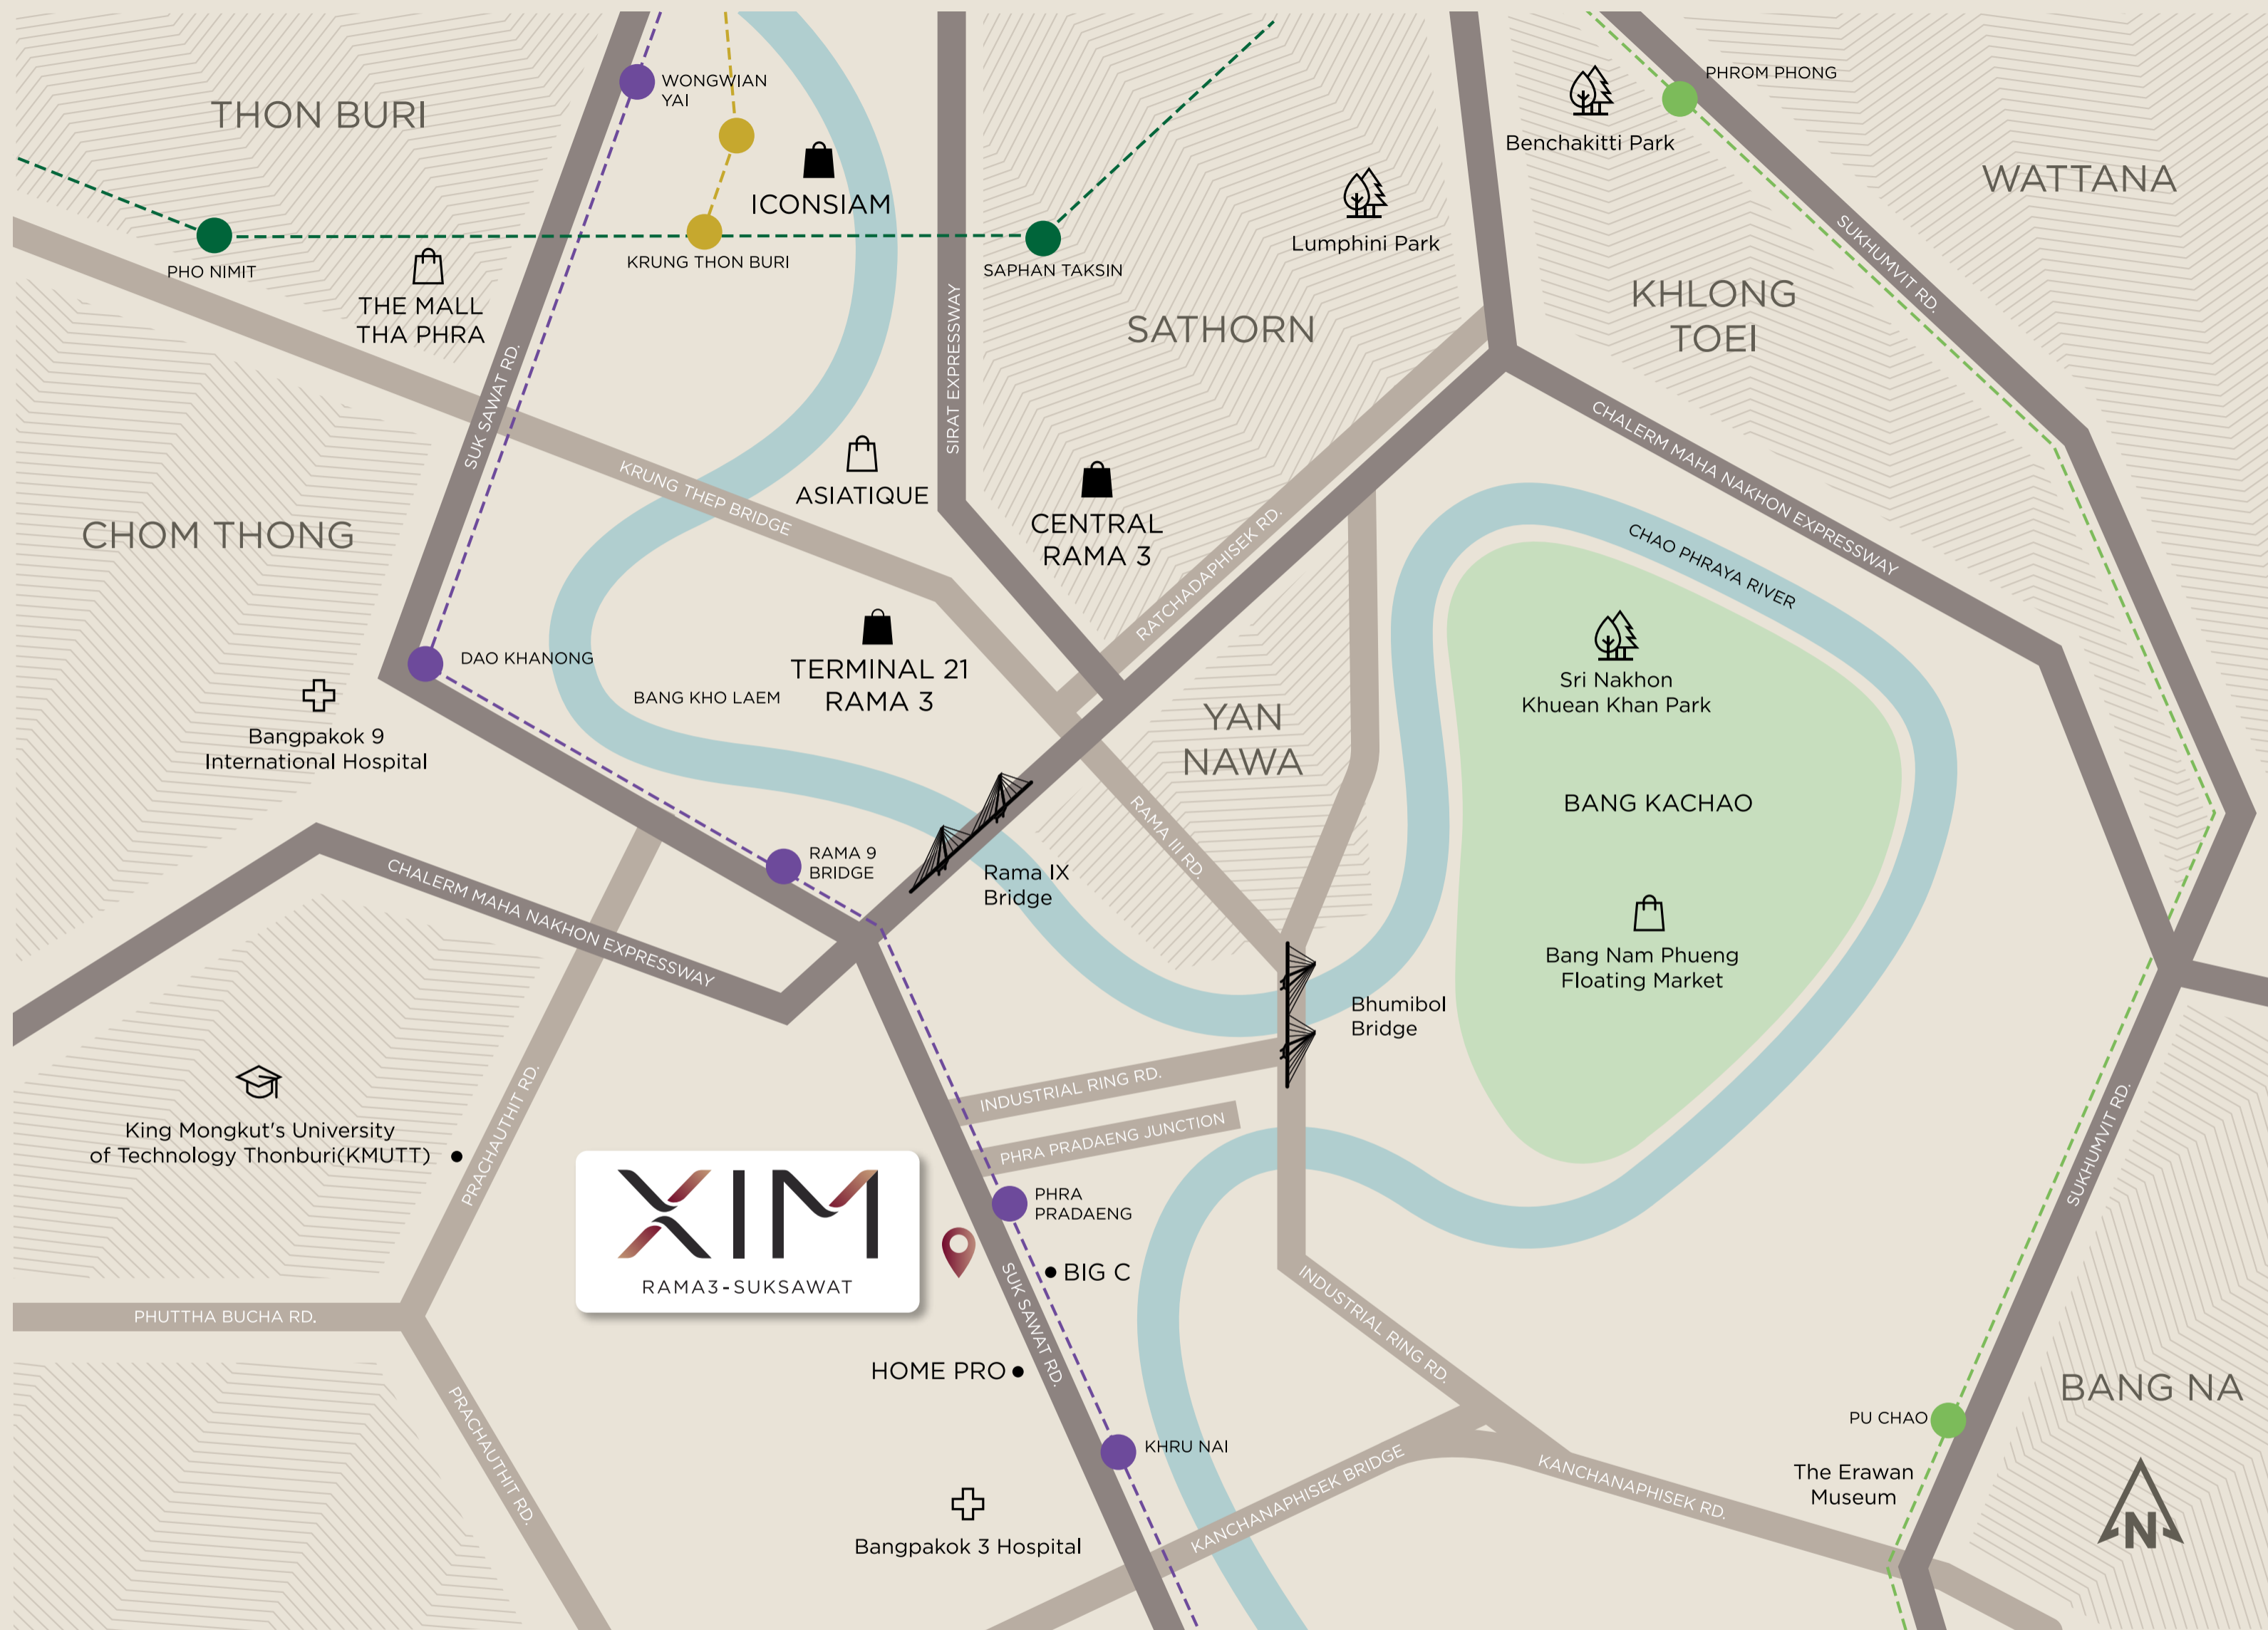 WONGWIAN
YAI
PHROM PHONG
THON BURI
Benchakitti Park
WATTANA
ICONSIAM
Lumphini Park
PHO NIMIT
KRUNG THON BURI
SAPHAN TAKSIN
SUKHUMVIT RD.
THE MALL
THA PHRA
KHLONG
TOEI
SATHORN
SIRAT EXPRESSWAY
SUK SAWAT RD.
CHALERM MAHA NAKHON EXPRESSWAY
KRUNG THEP BRIDGE
ASIATIQUE
CENTRAL
RAMA 3
CHOM THONG
CHAO PHRAYA RIVER
RATCHADAPHISEK RD.
DAO KHANONG
TERMINAL 21
RAMA 3
BANG KHO LAEM
Sri Nakhon
Khuean Khan Park
YAN
NAWA
Bangpakok 9
International Hospital
BANG KACHAO
RAMA III RD.
RAMA 9
BRIDGE
Rama IX
Bridge
CHALERM MAHA NAKHON EXPRESSWAY
Bang Nam Phueng
Floating Market
Bhumibol
Bridge
INDUSTRIAL RING RD.
PRACHAUTHIT RD.
PHRA PRADAENG JUNCTION
King Mongkut's University
of Technology Thonburi(KMUTT)
SUKHUMVIT RD.
XIM
RAMA3-SUKSAWAT
PHRA
PRADAENG
BIG C
SUK SAWAT RD.
PHUTTHA BUCHA RD.
INDUSTRIAL RING RD.
HOME PRO
BANG NA
PU CHAO
PRACHAUTHIT RD.
KHRU NAI
KANCHANAPHISEK BRIDGE
KANCHANAPHISEK RD.
The Erawan
Museum
Bangpakok 3 Hospital
N